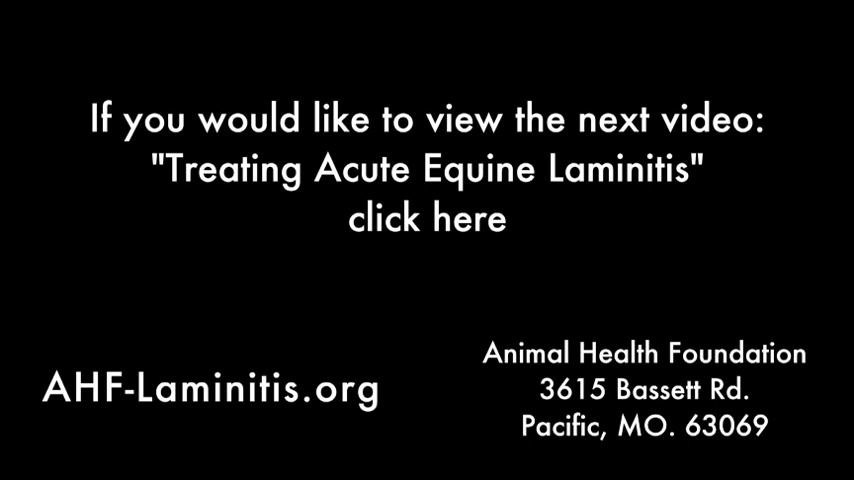 If you would like to view the next video:
"Treating Acute Equine Laminitis"
click here
AHF-Laminitis.org
Animal Health Foundation
3615 Bassett Rd.
Pacific, MO. 63069